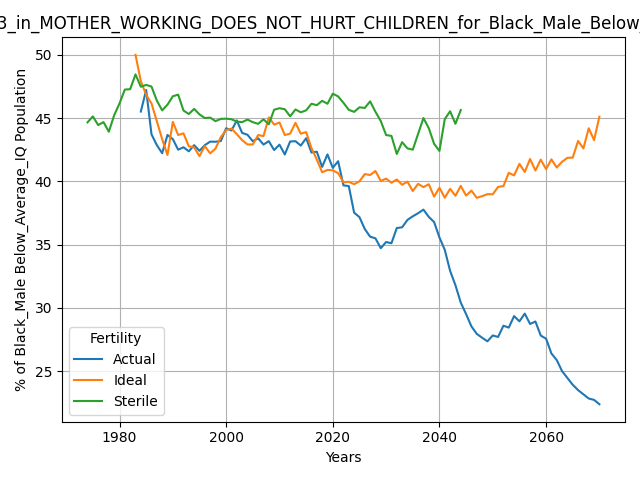 3_in_MOTHER_WORKING_DOES_NOT_HURT_CHILDREN_for_Black_Male_Below_
% of Black_Male Below_Average_IQ Population
50
45
40
35
30
25
Fertility
Actual
Ideal
Sterile
1980 2000 2020 2040 2060
Years